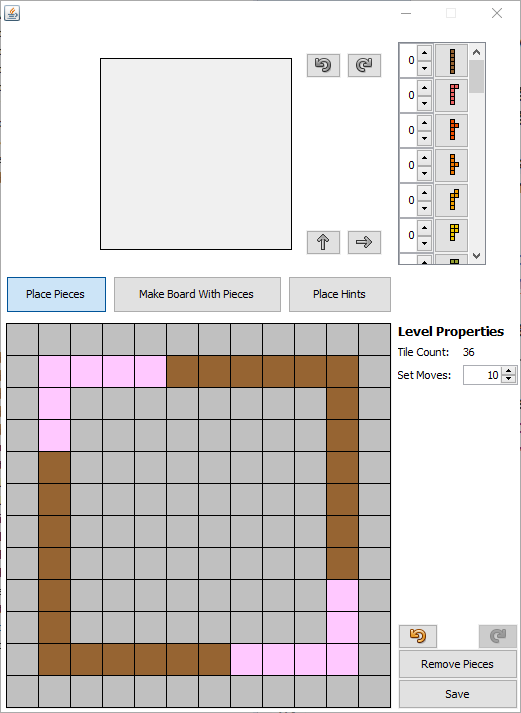 0
0
0
0
0
0
Place Pieces
Make Board With Pieces
Place Hints
Level Properties
Tile Count: 36
Set Moves: 10
Remove Pieces
Save